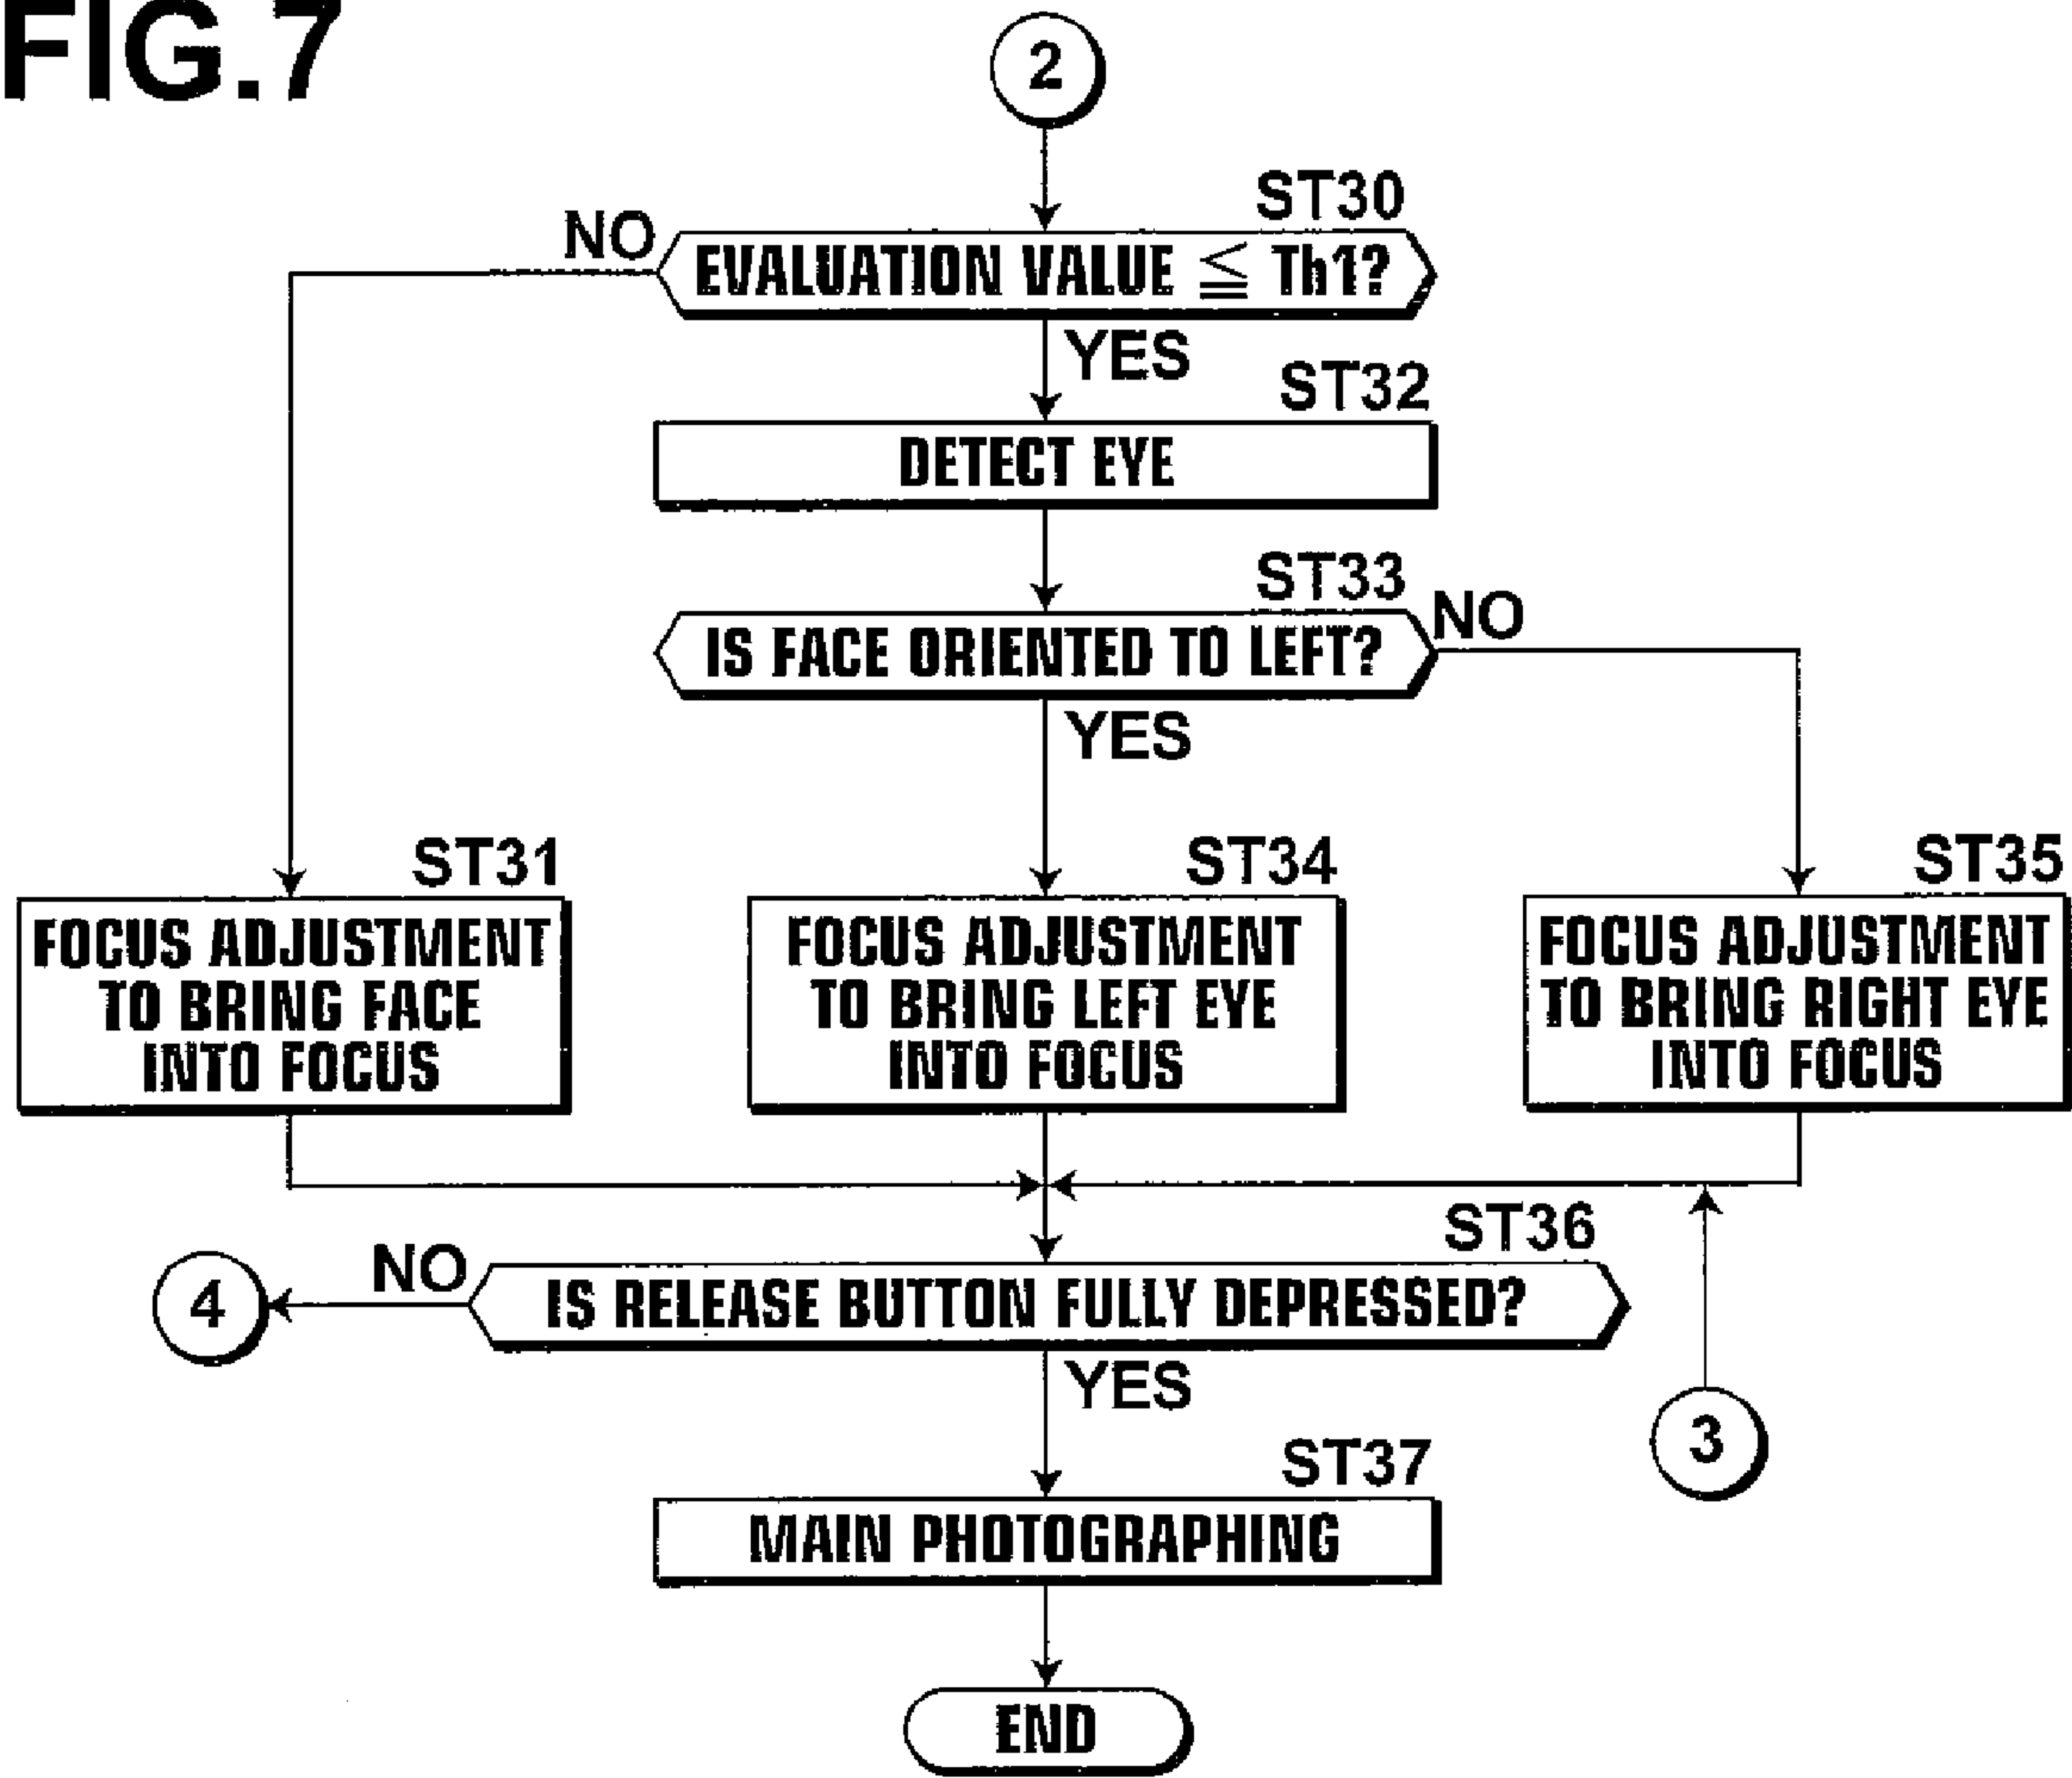 FIG.7
2
ST30
NO
EVALUATION VALUE ≦ Th1?
YES
ST32
DETECT EYE
ST33
NO
IS FACE ORIENTED TO LEFT?
YES
ST31
FOCUS ADJUSTMENT
TO BRING FACE
INTO FOCUS
ST34
FOCUS ADJUSTMENT
TO BRING LEFT EYE
INTO FOCUS
ST35
FOCUS ADJUSTMENT
TO BRING RIGHT EYE
INTO FOCUS
ST36
NO
4
IS RELEASE BUTTON FULLY DEPRESSED?
YES
3
ST37
MAIN PHOTOGRAPHING
END